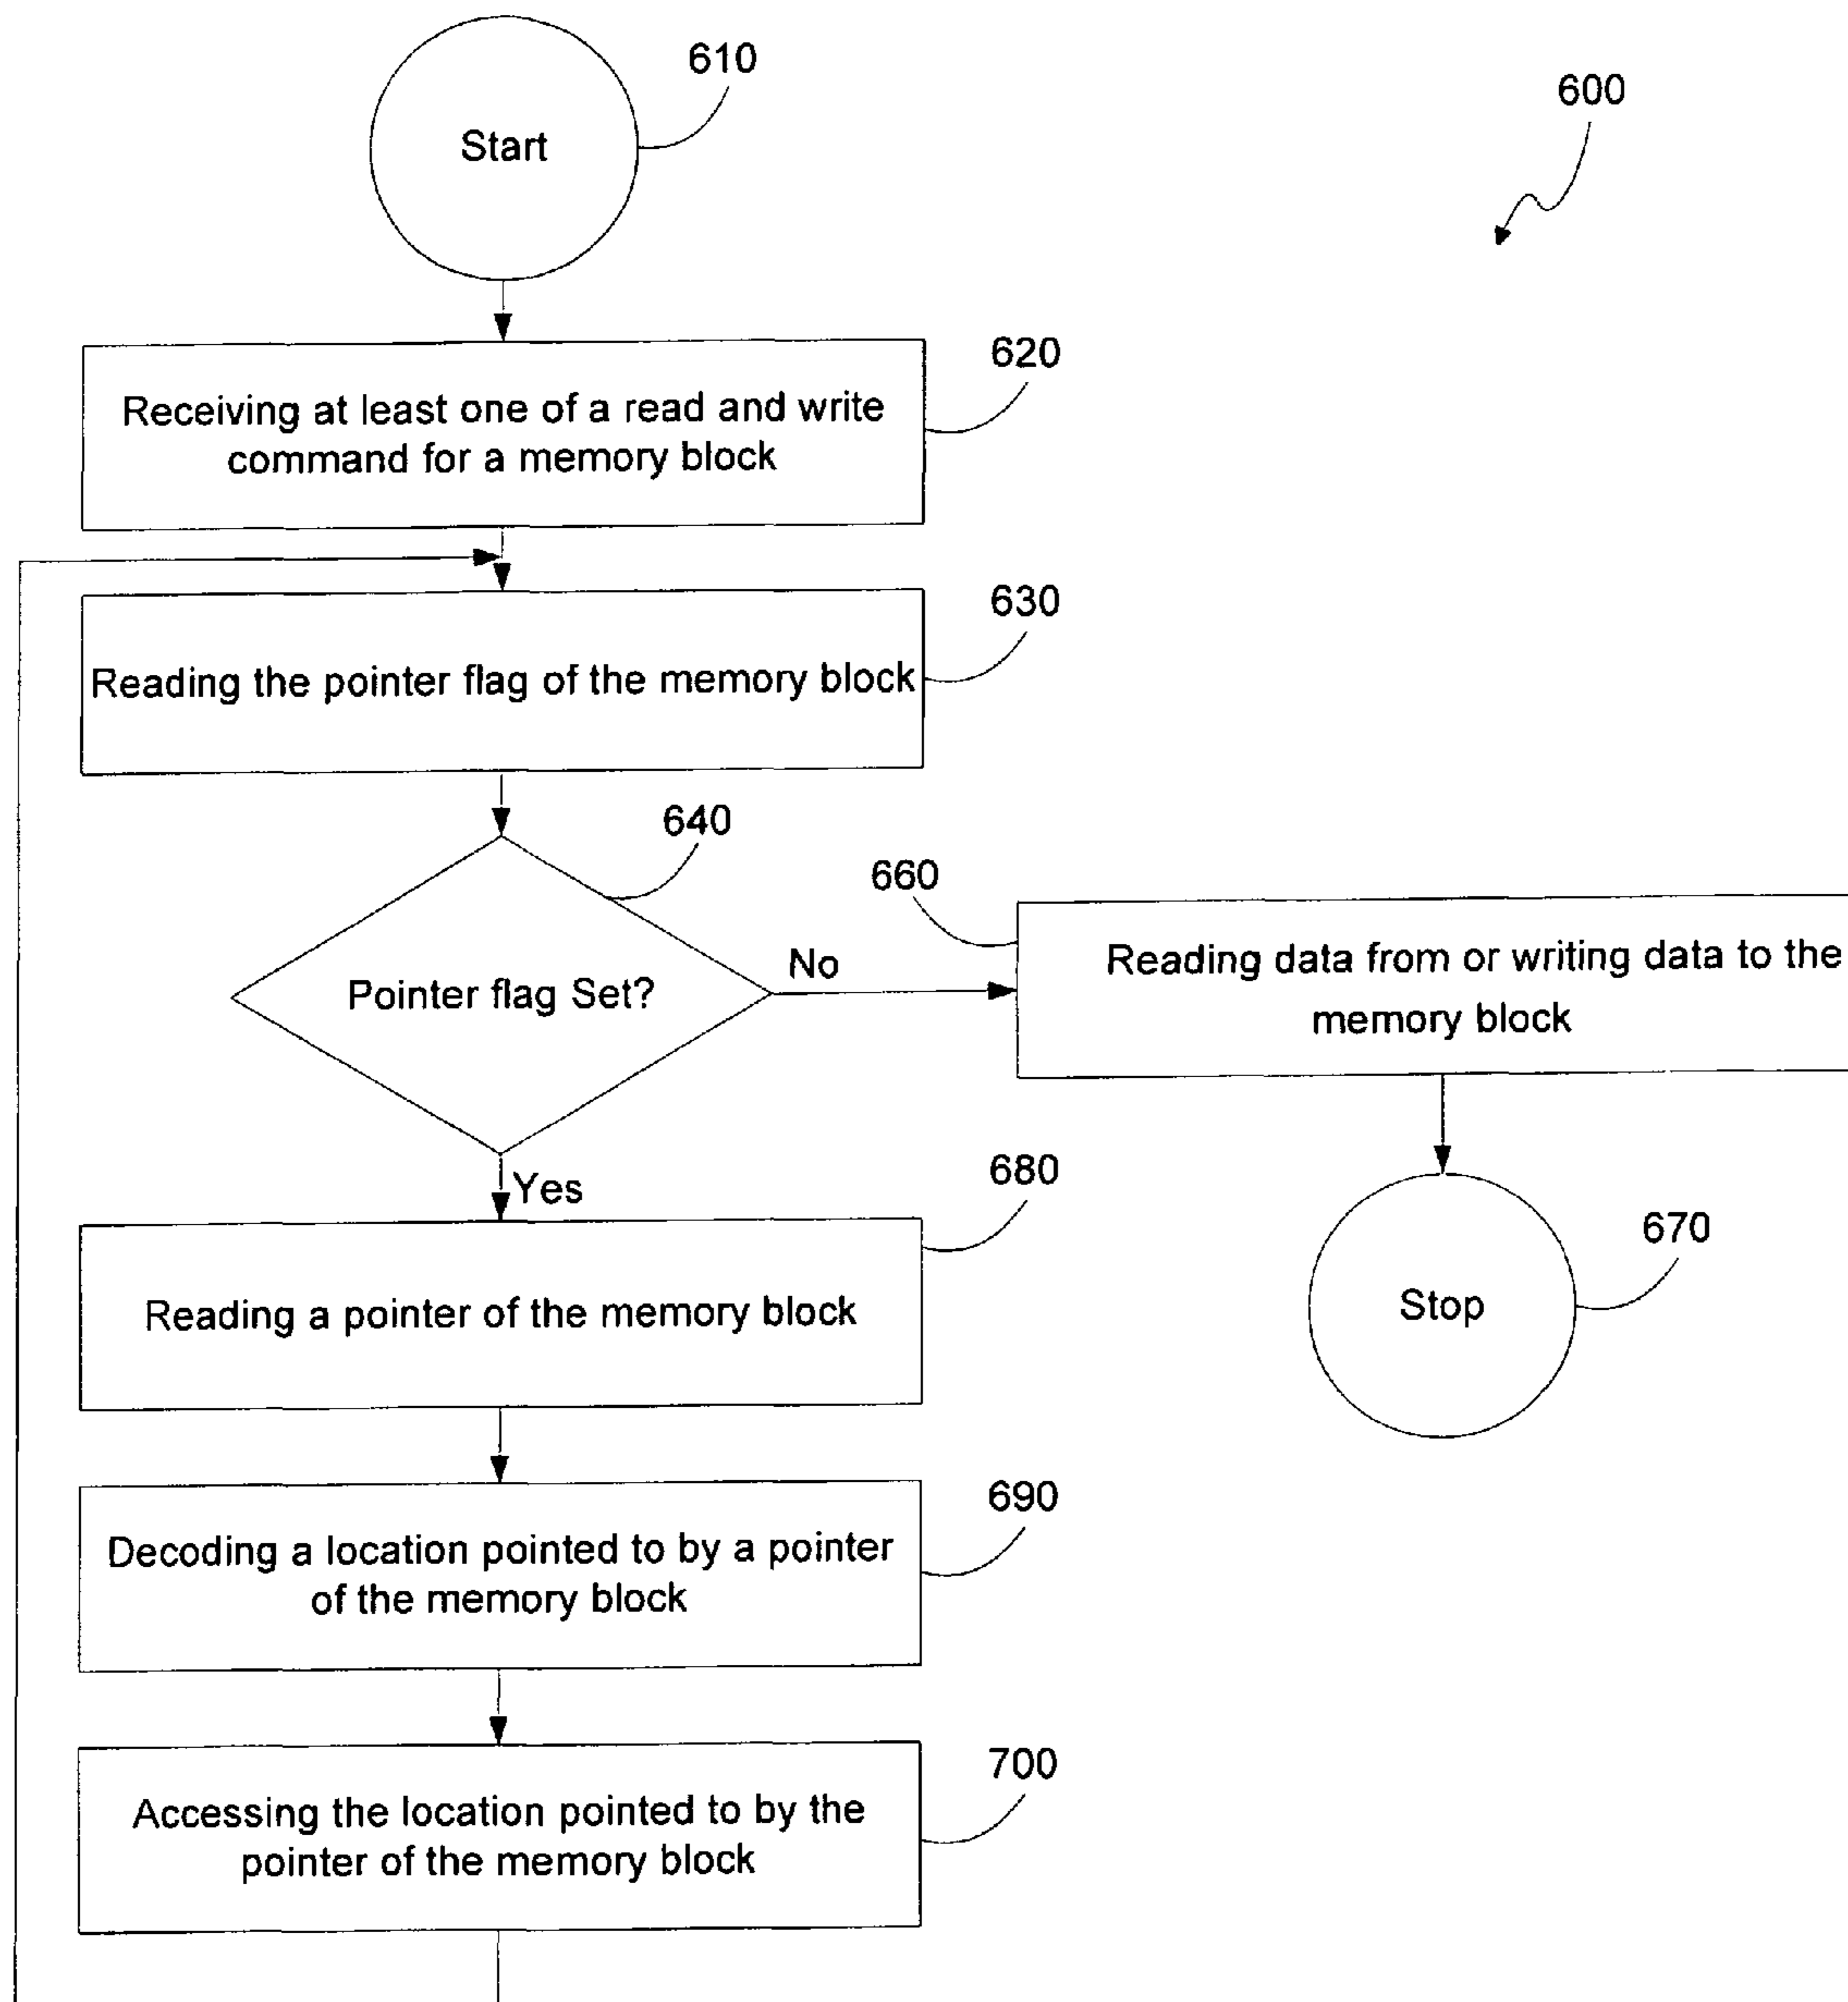 610
600
Start
620
Receiving at least one of a read and write
command for a memory block
630
Reading the pointer flag of the memory block
640
660
Pointer flag Set?
No
Reading data from or writing data to the
memory block
Yes
680
Reading a pointer of the memory block
670
Stop
690
Decoding a location pointed to by a pointer
of the memory block
700
Accessing the location pointed to by the
pointer of the memory block